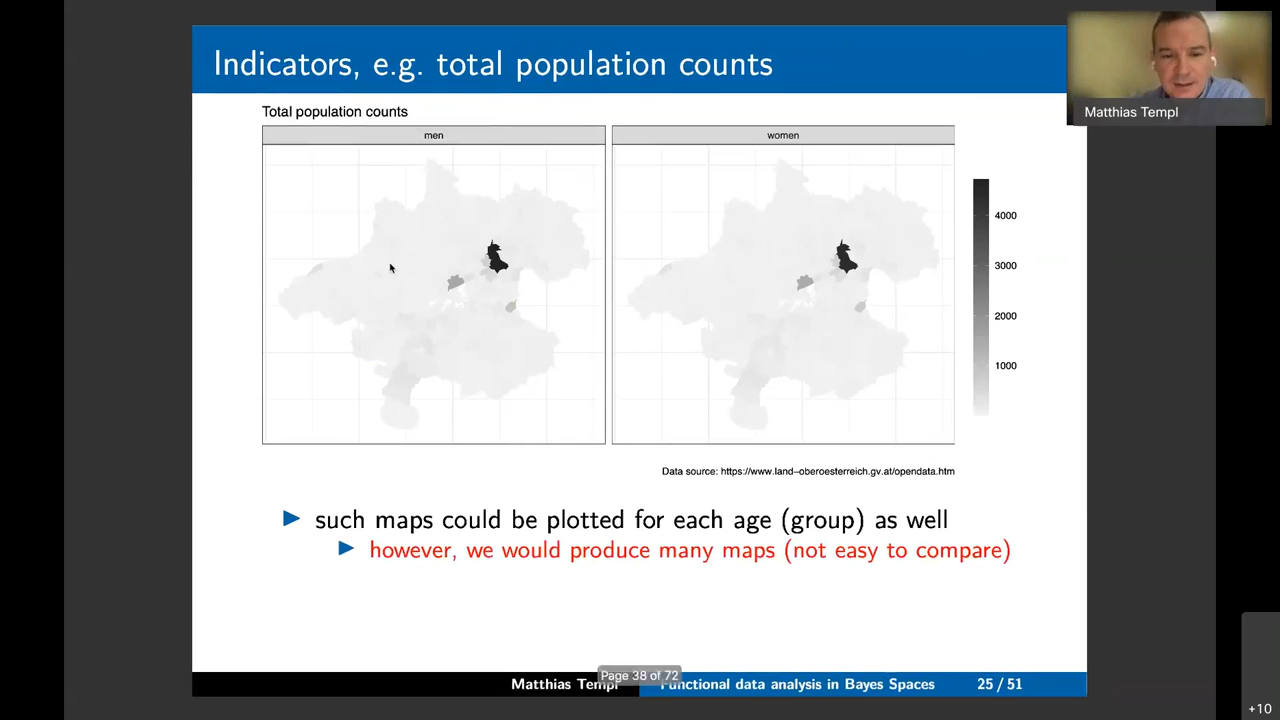 Indicators, e.g. total population counts
Matthias Templ
Total population counts
men
women
4000
3000
2000
1000
Data source: https://www.land−oberoesterreich.gv.at/opendata.htm
such maps could be plotted for each age (group) as well
however, we would produce many maps (not easy to compare)
Page 38 of 72
Matthias Templ
Functional data analysis in Bayes Spaces
25 / 51
+10